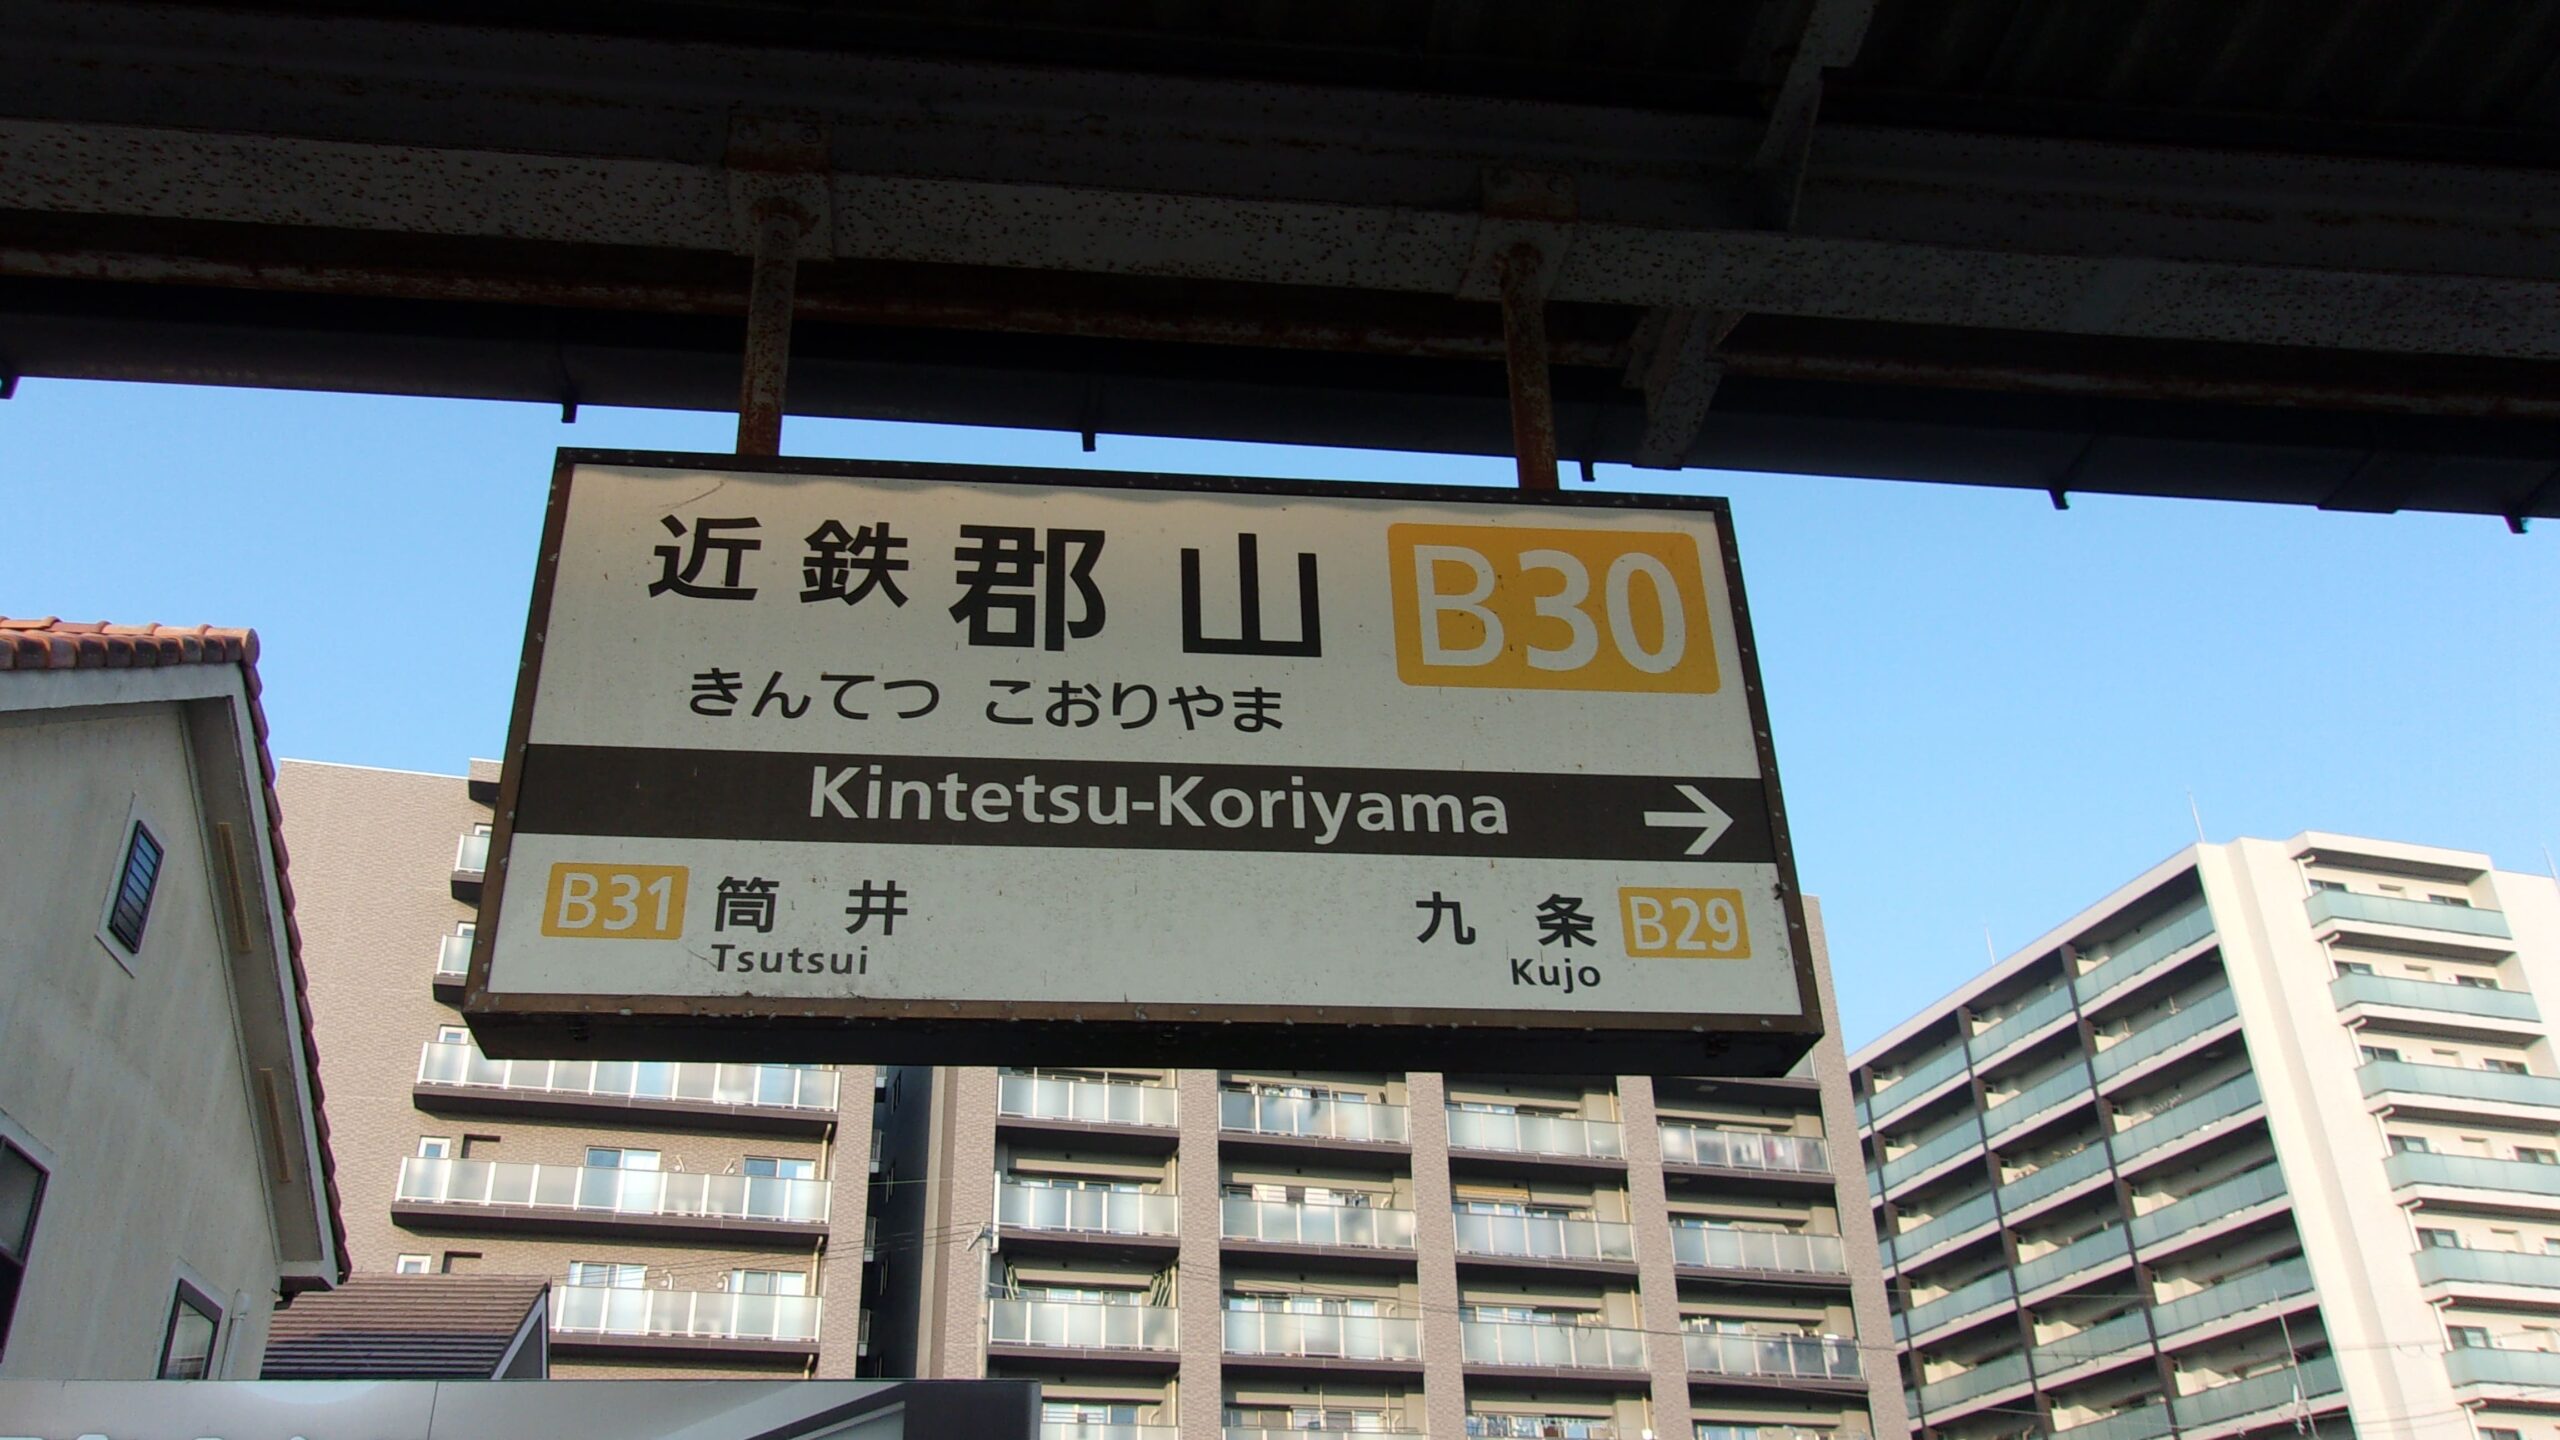 近鉄郡山 B30
きんてつ こおりやま
Kintetsu-Koriyama →
B31 筒井 九条 B29
Tsutsui Kujo